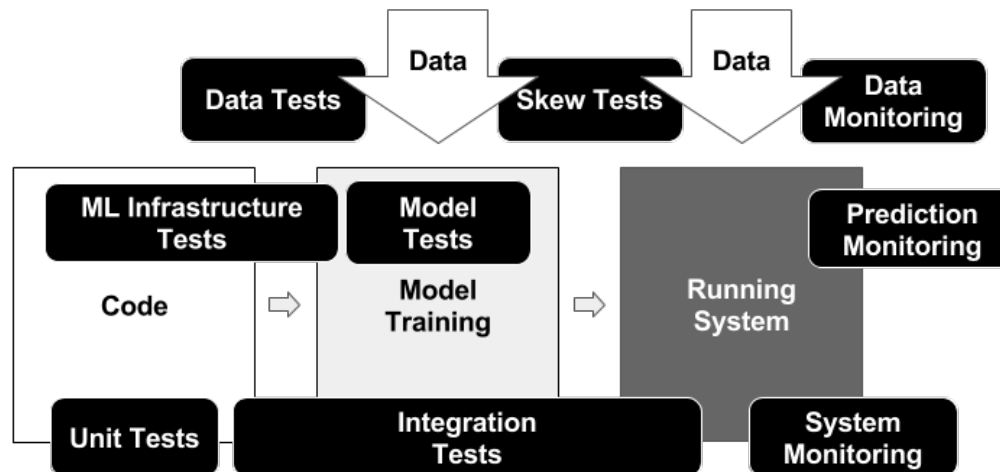 Data
Data
Data Tests
Skew Tests
Data
Monitoring
ML Infrastructure
Tests
Model
Tests
Prediction
Monitoring
Code
Model
Training
Running
System
Unit Tests
Integration
Tests
System
Monitoring